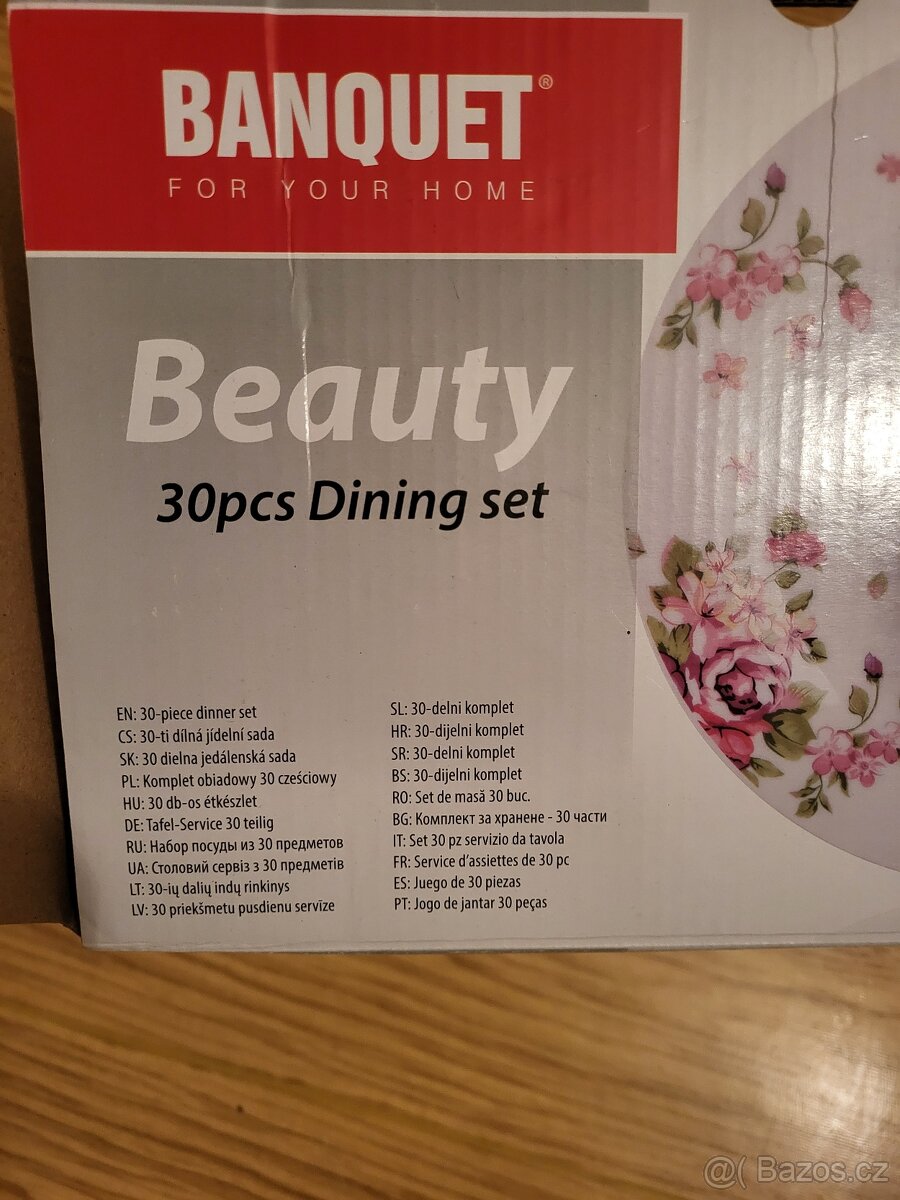 BANQUET®
FOR YOUR HOME
Beauty
30pcs Dining set
EN: 30-piece dinner set
CS: 30-ti dílná jídelní sada
SK: 30 dielna jedálenská sada
PL: Komplet obiadowy 30 cześciowy
HU: 30 db-os étkészlet
DE: Tafel-Service 30 teilig
RU: Набор посуды из 30 предметов
UA: Столовий сервіз з 30 предметів
LT: 30-ių dalių indų rinkinys
LV: 30 priekšmetu pusdienu servīze
SL: 30-delni komplet
HR: 30-dijelni komplet
SR: 30-delni komplet
BS: 30-dijelni komplet
RO: Set de masă 30 buc.
BG: Комплект за хранене - 30 части
IT: Set 30 pz servizio da tavola
FR: Service d'assiettes de 30 pc
ES: Juego de 30 piezas
PT: Jogo de jantar 30 peças
@( Bazos.cz